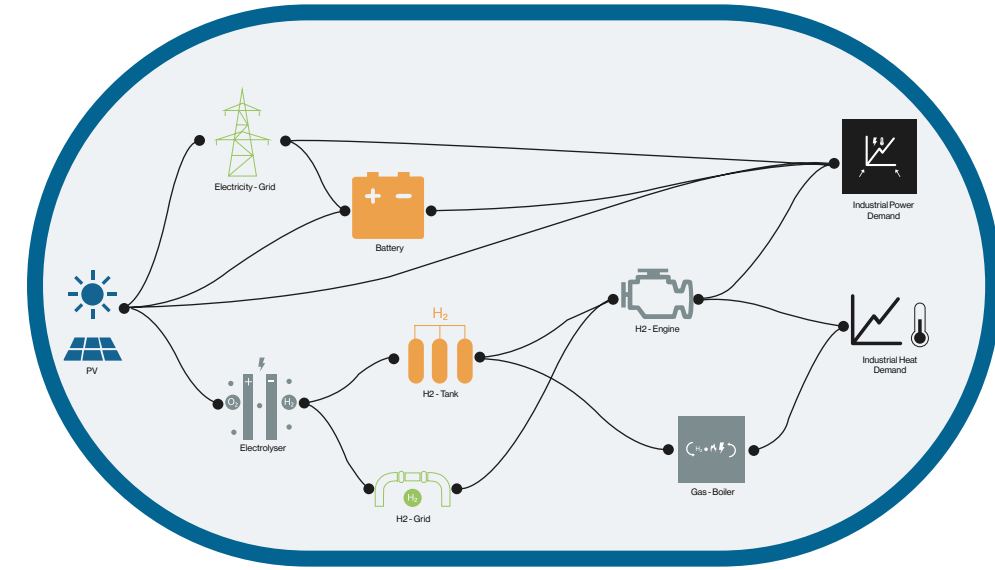 Electricity - Grid
Industrial Power
Demand
+ −
Battery
PV
H₂
H2 - Engine
Industrial Heat
Demand
H2 - Tank
+ −
O₂
H₂
Electrolyser
H₂
Gas - Boiler
H₂
H2 - Grid